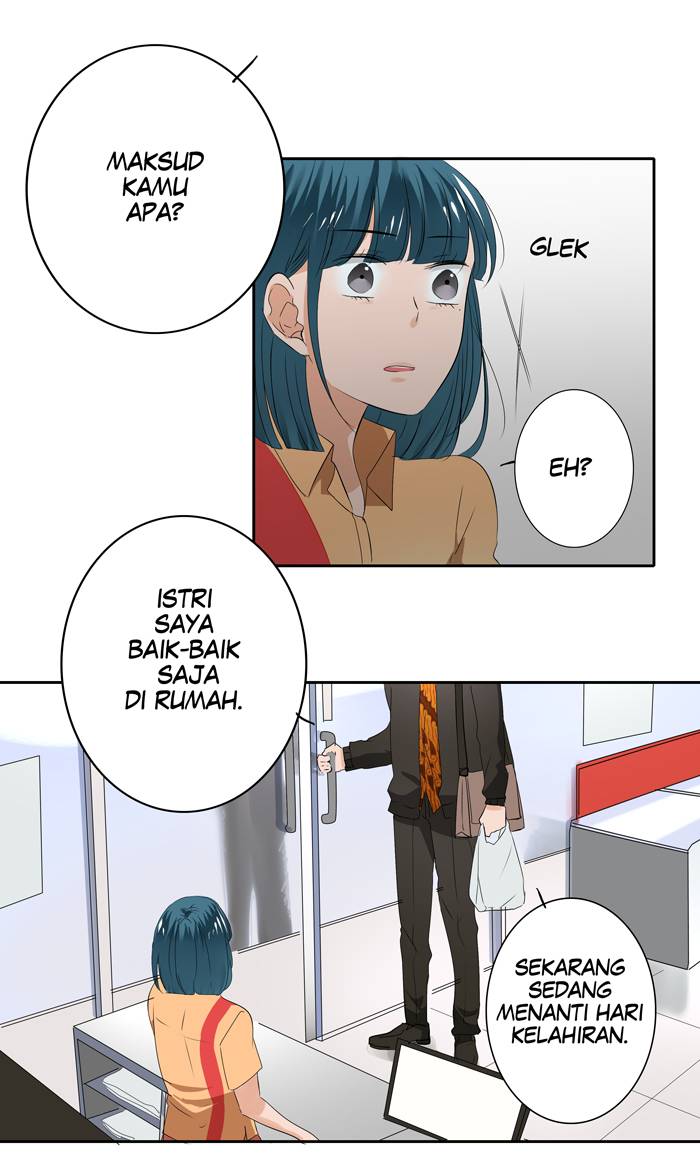 MAKSUD
KAMU
APA?
GLEK
EH?
ISTRI
SAYA
BAIK-BAIK
SAJA
DI RUMAH.
SEKARANG
SEDANG
MENANTI HARI
KELAHIRAN.